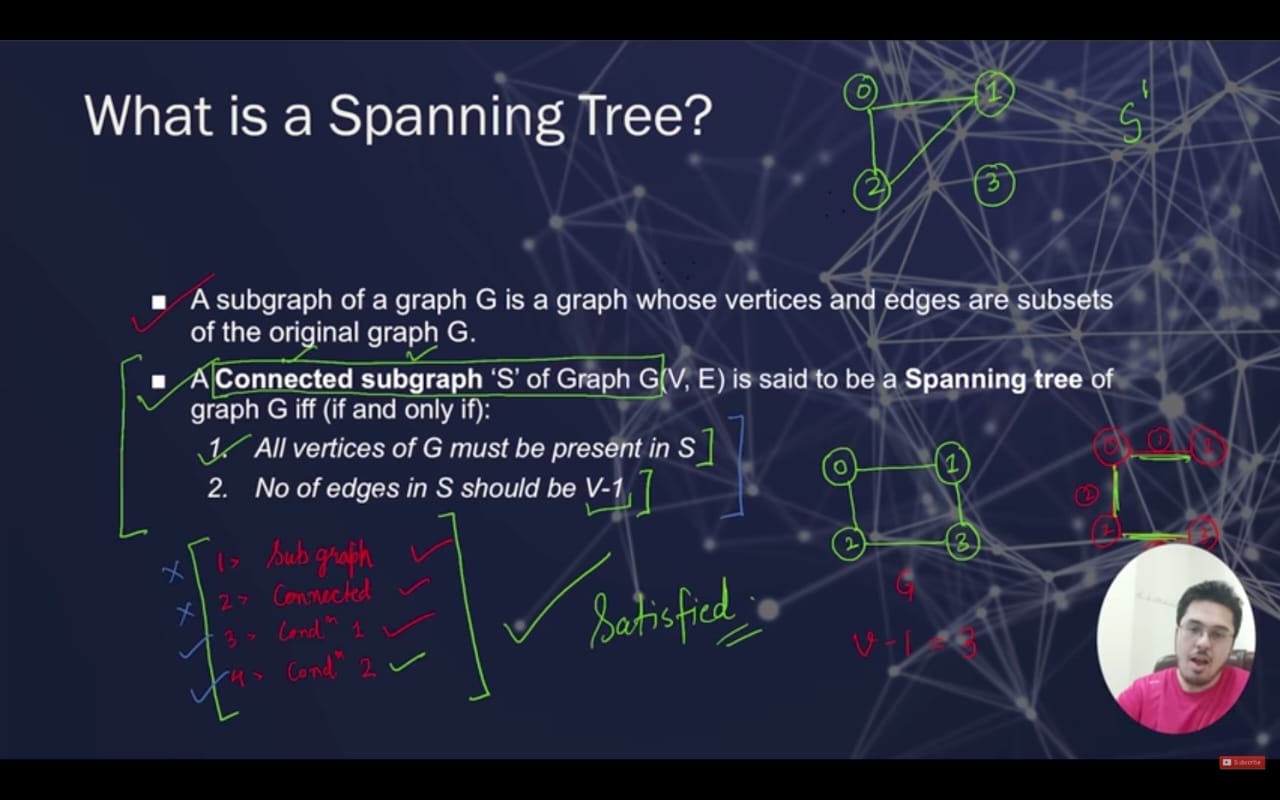 What is a Spanning Tree?
0 1 S'
2 3
■ A subgraph of a graph G is a graph whose vertices and edges are subsets
of the original graph G.
■ A Connected subgraph ‘S’ of Graph G(V, E) is said to be a Spanning tree of
graph G iff (if and only if):
1. All vertices of G must be present in S
2. No of edges in S should be V-1
0 1
2 3
G
V-1 = 3
0 1 1
2
2 3
1> Sub graph
2> Connected
3> Condⁿ 1
4> Condⁿ 2
Satisfied.
Subscribe